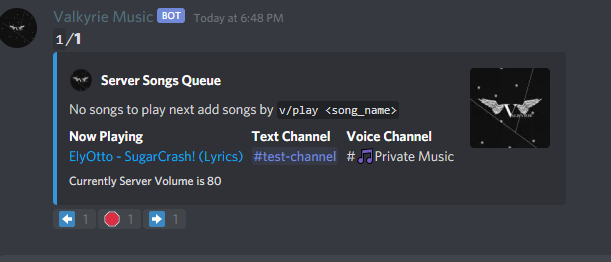 Valkyrie Music BOT Today at 6:48 PM
1/1
Server Songs Queue
No songs to play next add songs by v/play <song_name>
Now Playing Text Channel Voice Channel
ElyOtto - SugarCrash! (Lyrics) #test-channel #🎵Private Music
Currently Server Volume is 80
⬅️ 1 🛑 1 ➡️ 1